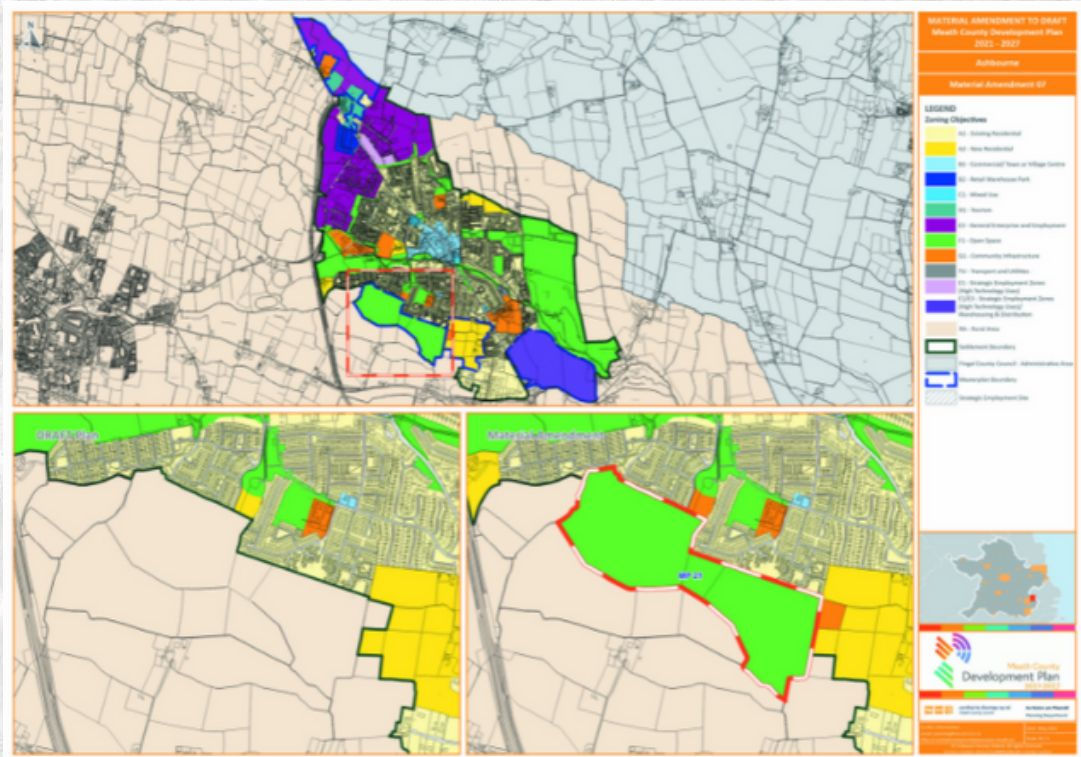 N
MATERIAL AMENDMENT TO DRAFT
Meath County Development Plan
2021 - 2027
Ashbourne
Material Amendment 07
LEGEND
Zoning Objectives
A1 - Existing Residential
A2 - New Residential
B1 - Commercial/ Town or Village Centre
B2 - Retail Warehouse Park
C1 - Mixed Use
D1 - Tourism
E2 - General Enterprise and Employment
F1 - Open Space
G1 - Community Infrastructure
TU - Transport and Utilities
E1 - Strategic Employment Zones
(High Technology Uses)
E1/E3 - Strategic Employment Zones
(High Technology Uses)/
Warehousing & Distribution
RA - Rural Area
Settlement Boundary
Fingal County Council - Administrative Area
Masterplan Boundary
Strategic Employment Site
DRAFT Plan
Material Amendment
Meath County
Development Plan
2021-2027